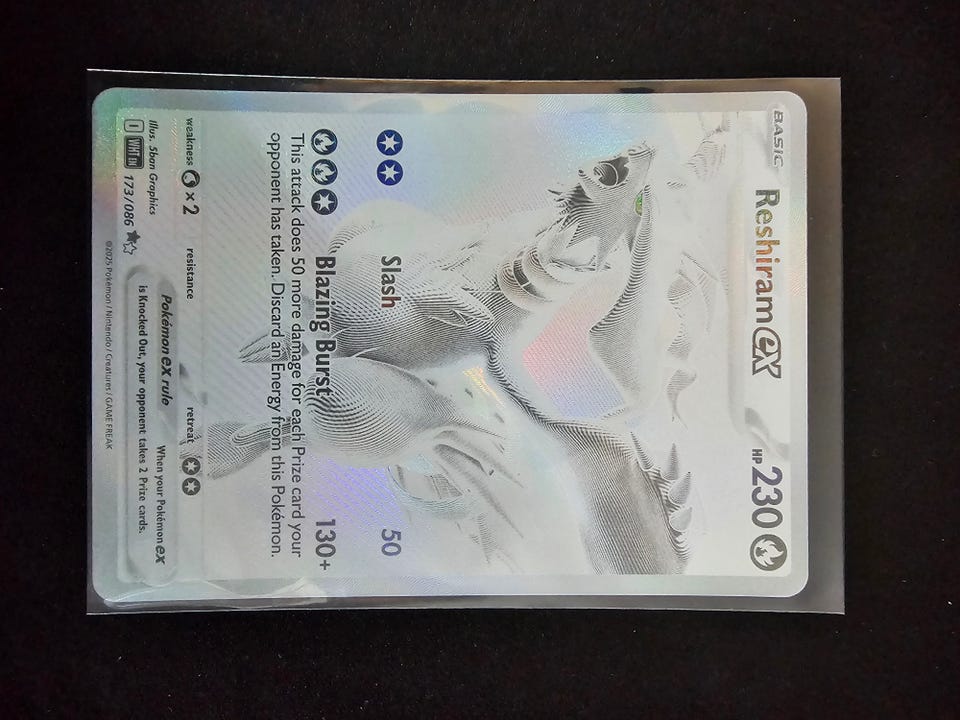 BASIC
Reshiram ex
HP 230
Slash 50
Blazing Burst 130+
This attack does 50 more damage for each Prize card your
opponent has taken. Discard an Energy from this Pokémon.
weakness ×2 resistance retreat
Illus. 5ban Graphics
WHT EN 173/086
Pokémon ex rule
When your Pokémon ex
is Knocked Out, your opponent takes 2 Prize cards.
©2025 Pokémon / Nintendo / Creatures / GAME FREAK